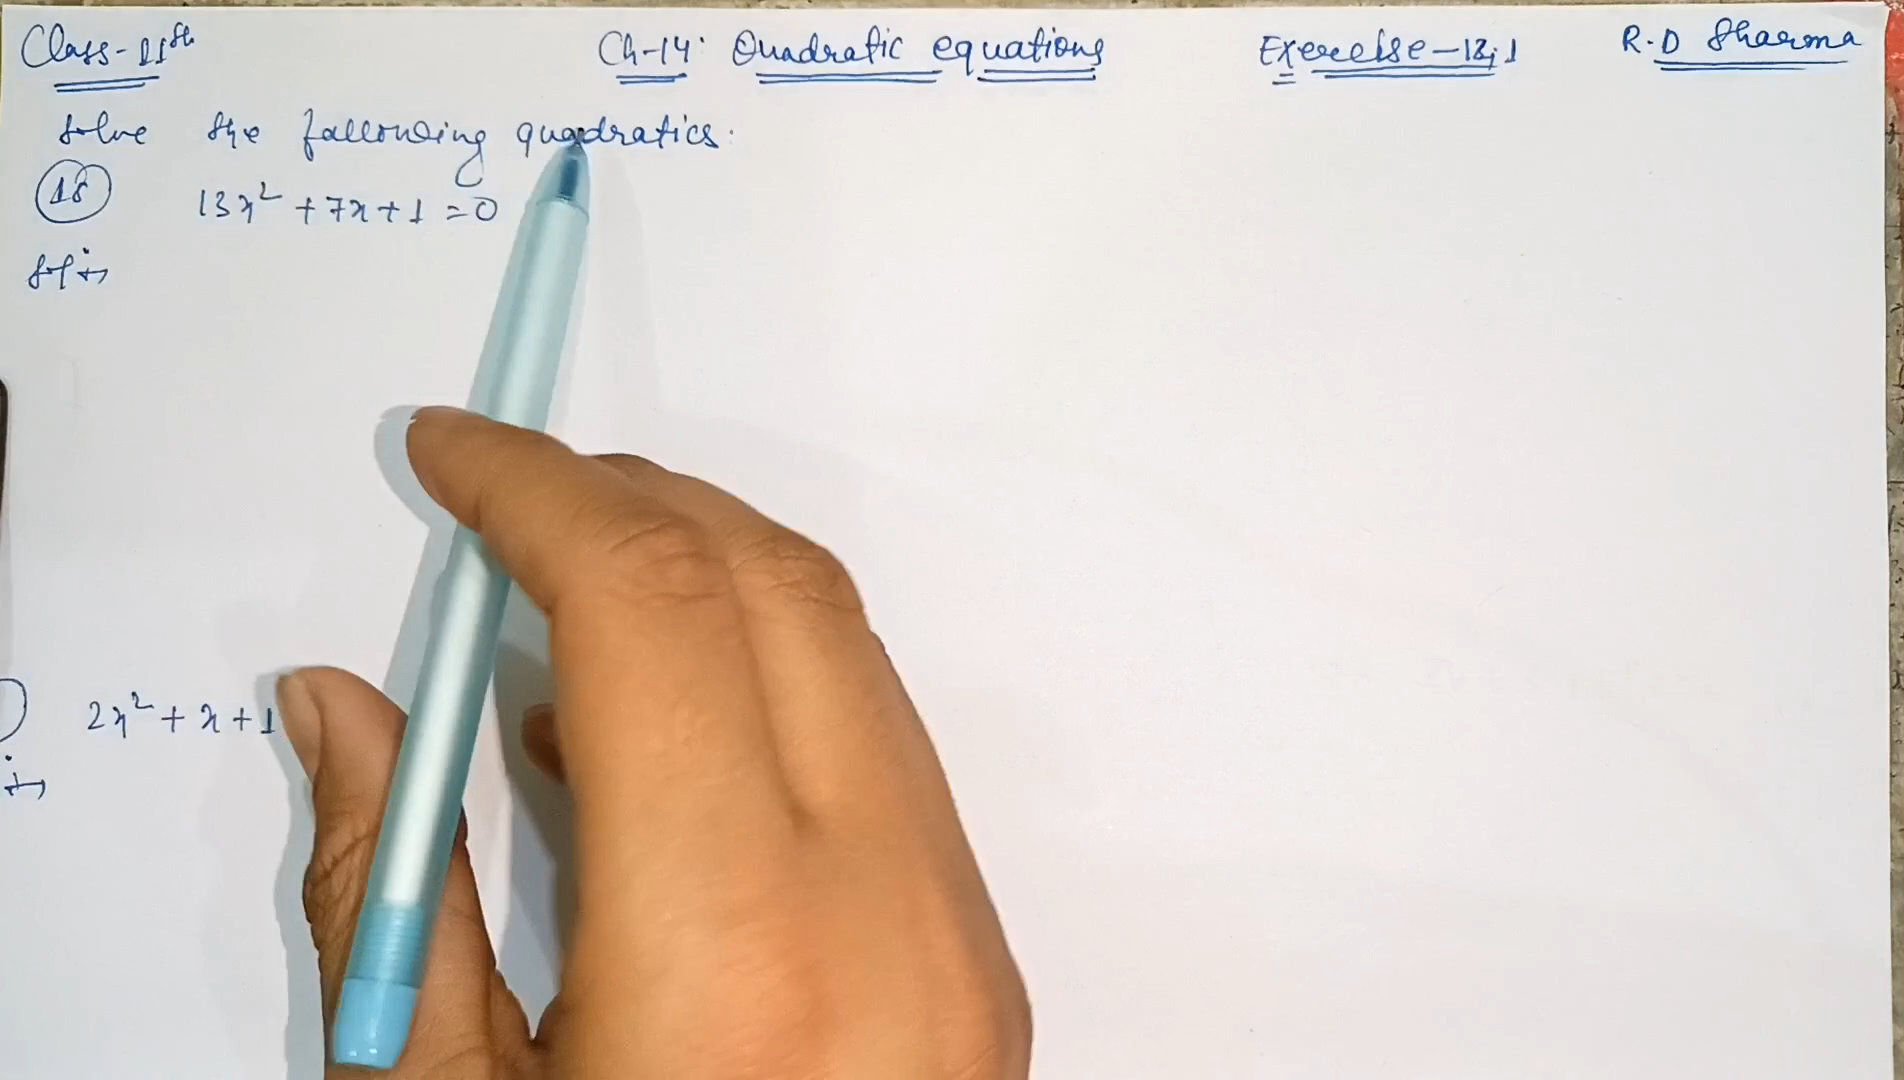 Class-11th Ch-14: Quadratic equations Exercise-13.1 R.D Sharma
Solve the following quadratics.
18 13x² + 7x + 1 = 0
Sol:→
2x² + x + 1